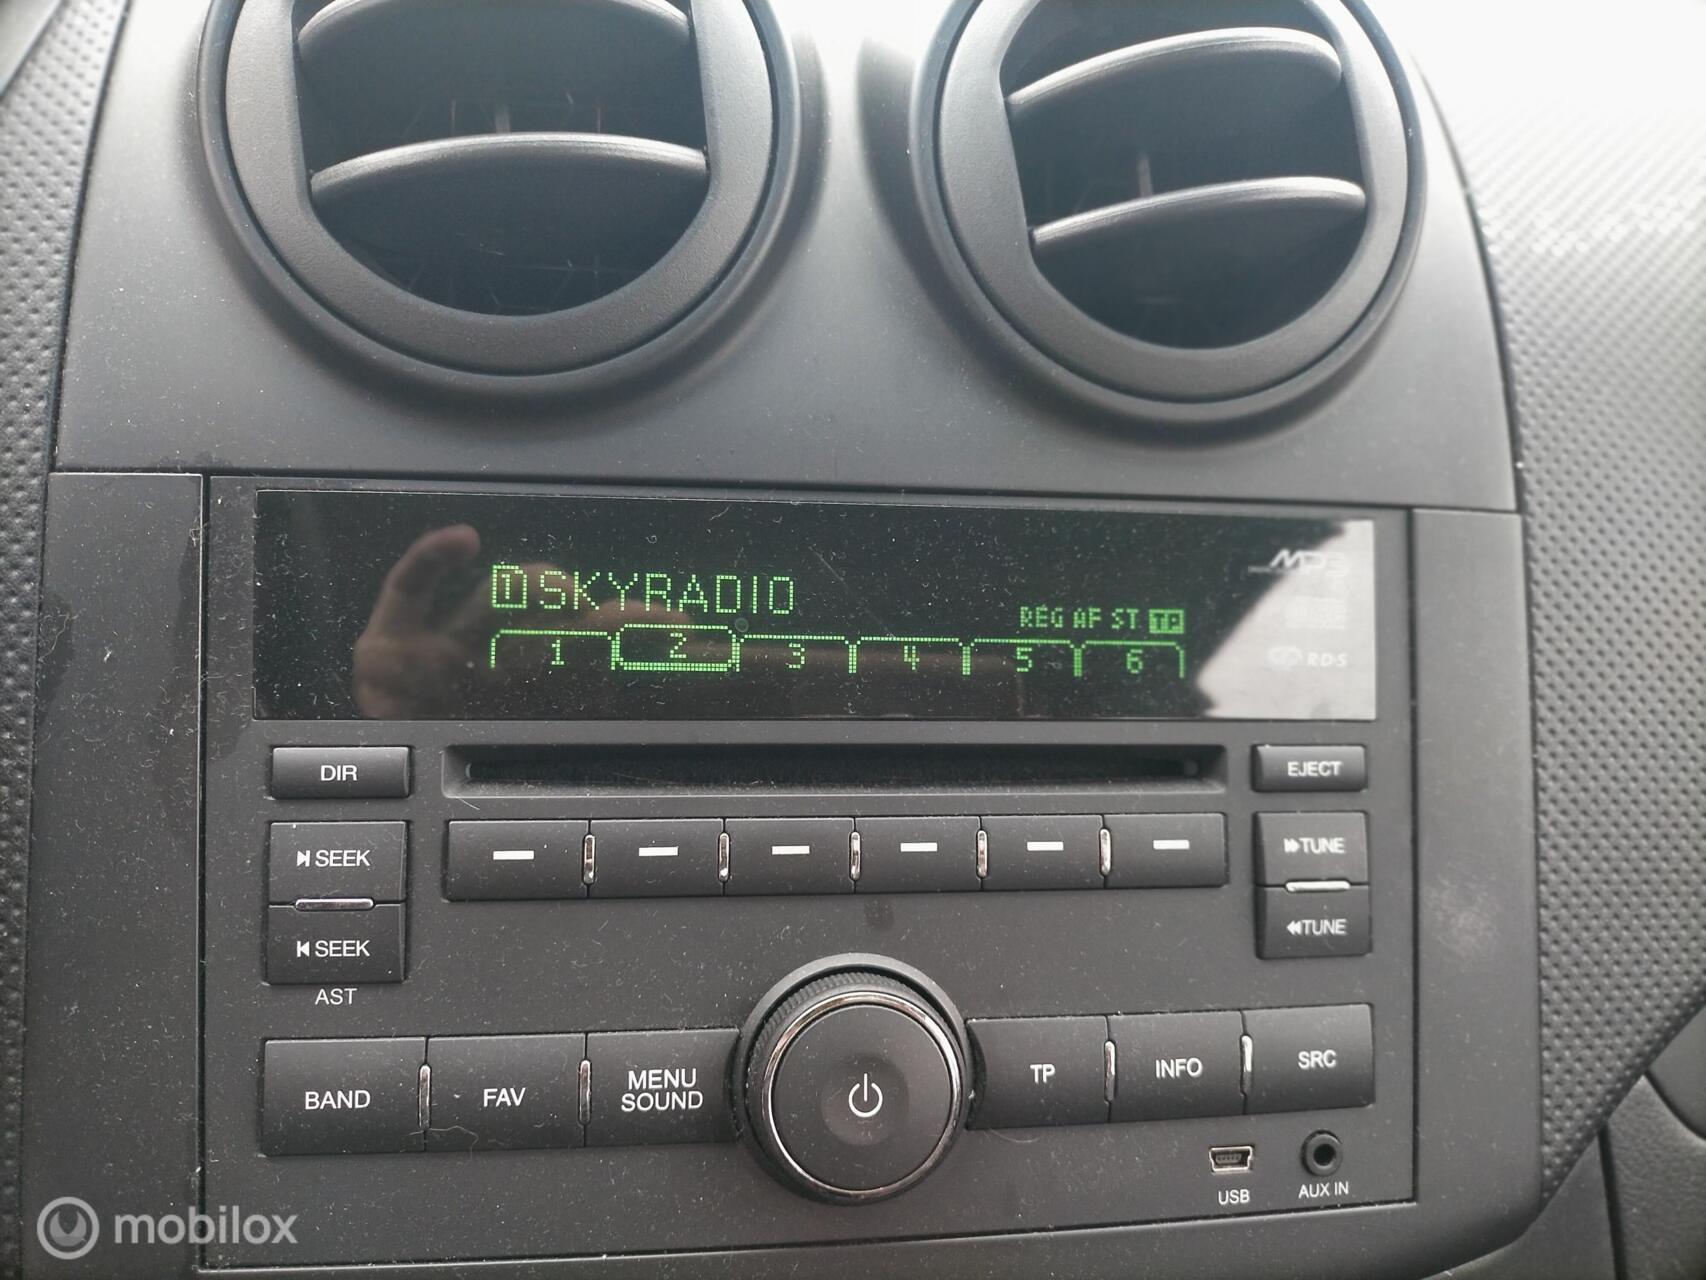 1 SKYRADIO
REG AF ST TP
1 2 3 4 5 6
MP3
R·D·S
DIR
EJECT
SEEK
TUNE
SEEK
TUNE
AST
BAND
FAV
MENU
SOUND
TP
INFO
SRC
USB
AUX IN
mobilox